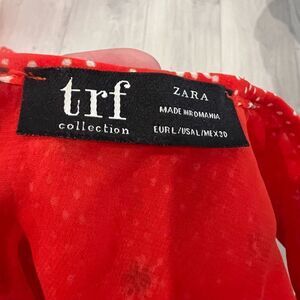 trf
collection
ZARA
MADE IN ROMANIA
EUR L/USA L/MEX 30